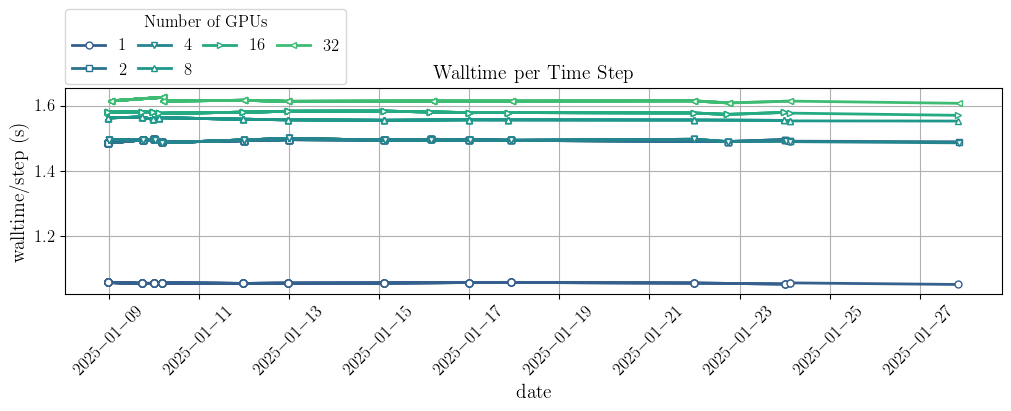 Number of GPUs
1 4 16 32
2 8
Walltime per Time Step
walltime/step (s)
1.6
1.4
1.2
2025−01−09 2025−01−11 2025−01−13 2025−01−15 2025−01−17 2025−01−19 2025−01−21 2025−01−23 2025−01−25 2025−01−27
date